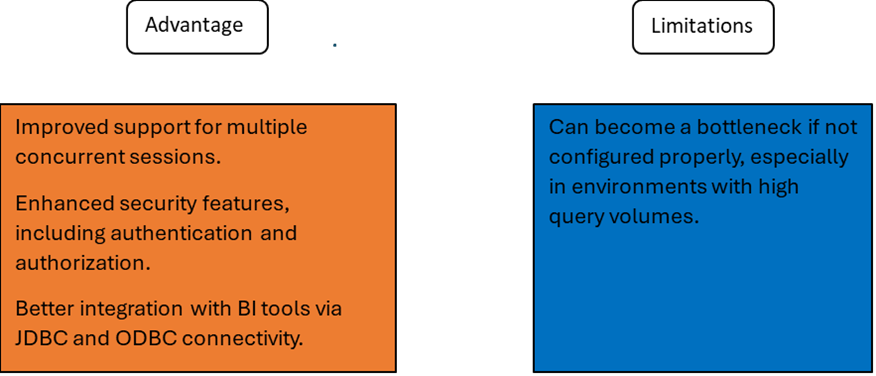 Advantage
Limitations
Improved support for multiple
concurrent sessions.
Enhanced security features,
including authentication and
authorization.
Better integration with BI tools via
JDBC and ODBC connectivity.
Can become a bottleneck if not
configured properly, especially
in environments with high
query volumes.